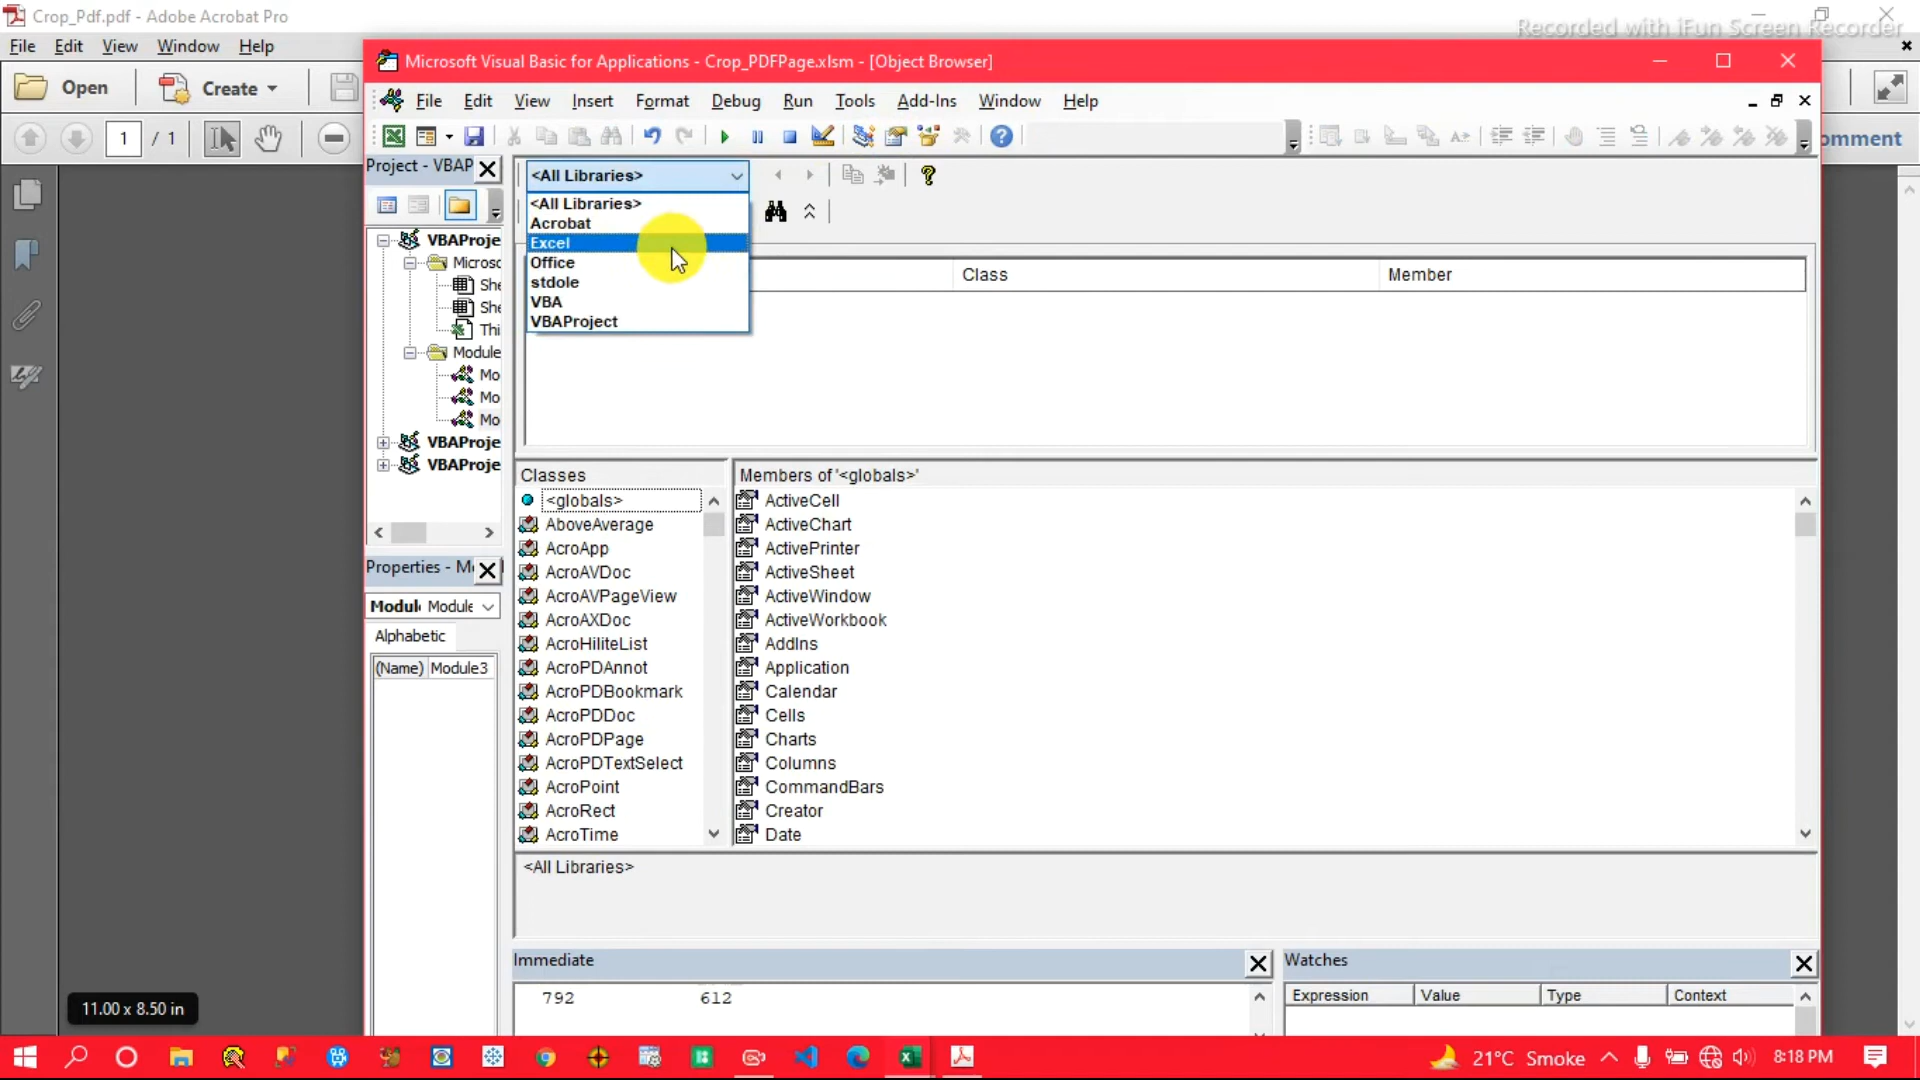 Crop_Pdf.pdf - Adobe Acrobat Pro
Recorded with iFun Screen Recorder
File Edit View Window Help
Open Create
1 / 1
omment
Microsoft Visual Basic for Applications - Crop_PDFPage.xlsm - [Object Browser]
File Edit View Insert Format Debug Run Tools Add-Ins Window Help
Project - VBAP
<All Libraries>
<All Libraries>
Acrobat
Excel
Office
stdole
VBA
VBAProject
Class Member
VBAProje
Microsc
She
She
Thi
Module
Mo
Mo
Mo
VBAProje
VBAProje
Classes
<globals>
AboveAverage
AcroApp
AcroAVDoc
AcroAVPageView
AcroAXDoc
AcroHiliteList
AcroPDAnnot
AcroPDBookmark
AcroPDDoc
AcroPDPage
AcroPDTextSelect
AcroPoint
AcroRect
AcroTime
Members of '<globals>'
ActiveCell
ActiveChart
ActivePrinter
ActiveSheet
ActiveWindow
ActiveWorkbook
AddIns
Application
Calendar
Cells
Charts
Columns
CommandBars
Creator
Date
Properties - M
Modul Module
Alphabetic
(Name) Module3
<All Libraries>
Immediate
792 612
Watches
Expression Value Type Context
11.00 x 8.50 in
21°C Smoke 8:18 PM